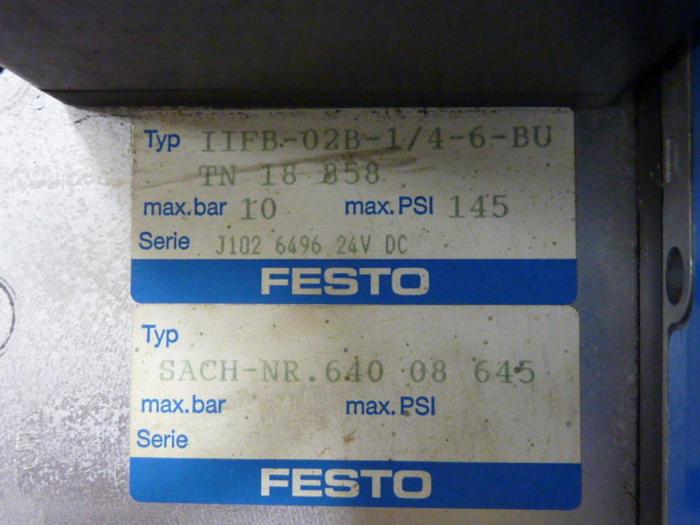 Typ IIFB-02B-1/4-6-BU
TN 18 858
max.bar 10 max.PSI 145
Serie J102 6496 24V DC
FESTO
Typ
SACH-NR.640 08 645
max.bar max.PSI
Serie
FESTO